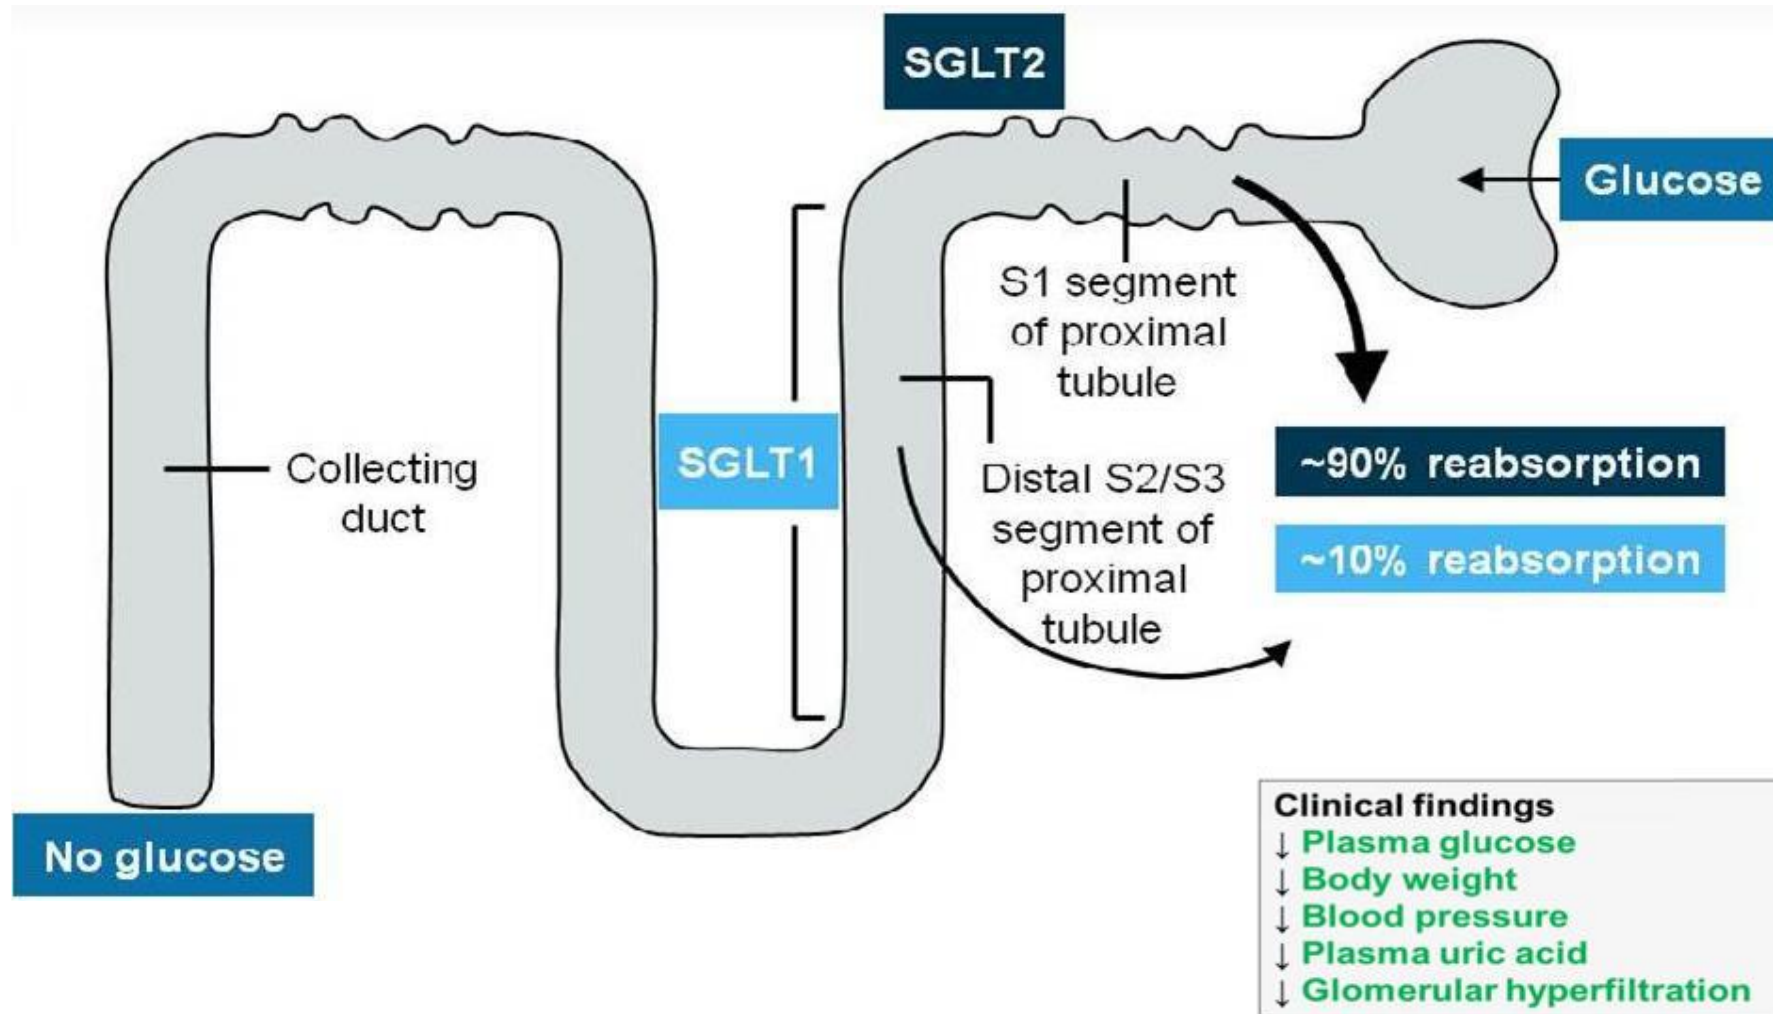 SGLT2
Glucose
S1 segment
of proximal
tubule
SGLT1
Collecting
duct
Distal S2/S3
segment of
proximal
tubule
~90% reabsorption
~10% reabsorption
No glucose
Clinical findings
↓ Plasma glucose
↓ Body weight
↓ Blood pressure
↓ Plasma uric acid
↓ Glomerular hyperfiltration